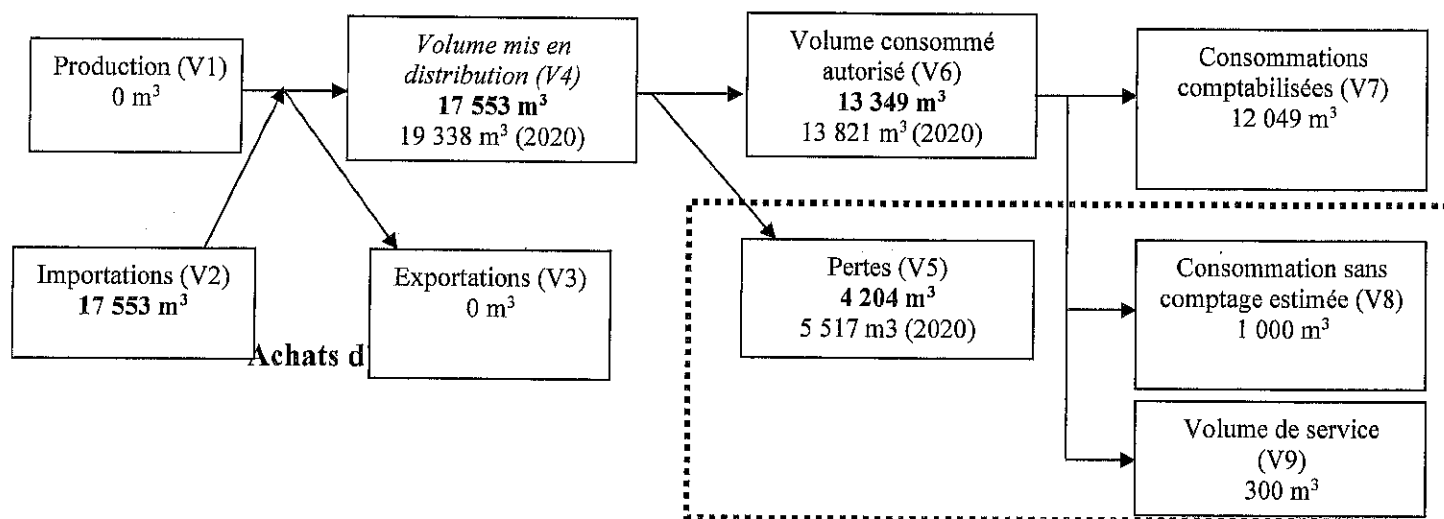 Production (V1)
0 m³
Volume mis en
distribution (V4)
17 553 m³
19 338 m³ (2020)
Volume consommé
autorisé (V6)
13 349 m³
13 821 m³ (2020)
Consommations
comptabilisées (V7)
12 049 m³
Importations (V2)
17 553 m³
Exportations (V3)
0 m³
Achats d
Pertes (V5)
4 204 m³
5 517 m3 (2020)
Consommation sans
comptage estimée (V8)
1 000 m³
Volume de service
(V9)
300 m³